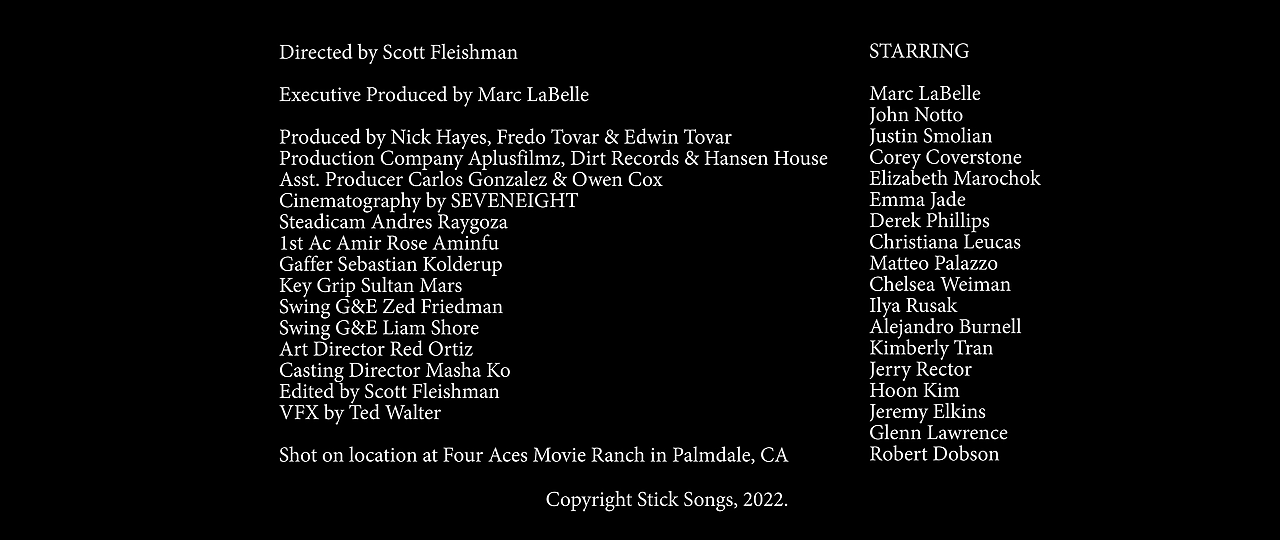 Directed by Scott Fleishman
Executive Produced by Marc LaBelle
Produced by Nick Hayes, Fredo Tovar & Edwin Tovar
Production Company Aplusfilmz, Dirt Records & Hansen House
Asst. Producer Carlos Gonzalez & Owen Cox
Cinematography by SEVENEIGHT
Steadicam Andres Raygoza
1st Ac Amir Rose Aminfu
Gaffer Sebastian Kolderup
Key Grip Sultan Mars
Swing G&E Zed Friedman
Swing G&E Liam Shore
Art Director Red Ortiz
Casting Director Masha Ko
Edited by Scott Fleishman
VFX by Ted Walter
Shot on location at Four Aces Movie Ranch in Palmdale, CA
STARRING
Marc LaBelle
John Notto
Justin Smolian
Corey Coverstone
Elizabeth Marochok
Emma Jade
Derek Phillips
Christiana Leucas
Matteo Palazzo
Chelsea Weiman
Ilya Rusak
Alejandro Burnell
Kimberly Tran
Jerry Rector
Hoon Kim
Jeremy Elkins
Glenn Lawrence
Robert Dobson
Copyright Stick Songs, 2022.